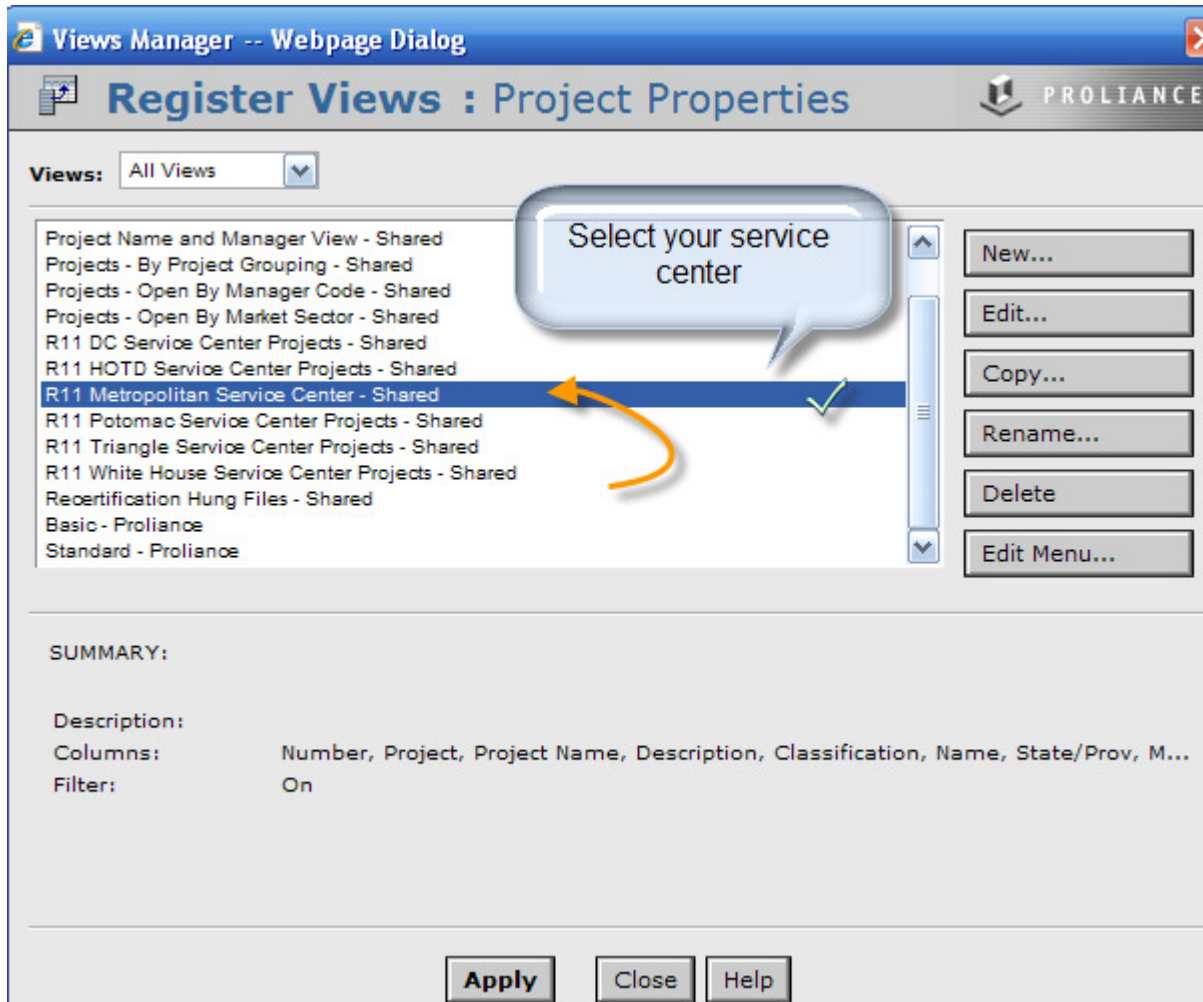 Views Manager -- Webpage Dialog
Register Views : Project Properties
PROLIANCE
Views: All Views
Select your service
center
Project Name and Manager View - Shared
Projects - By Project Grouping - Shared
Projects - Open By Manager Code - Shared
Projects - Open By Market Sector - Shared
R11 DC Service Center Projects - Shared
R11 HOTD Service Center Projects - Shared
R11 Metropolitan Service Center - Shared
R11 Potomac Service Center Projects - Shared
R11 Triangle Service Center Projects - Shared
R11 White House Service Center Projects - Shared
Recertification Hung Files - Shared
Basic - Proliance
Standard - Proliance
New...
Edit...
Copy...
Rename...
Delete
Edit Menu...
SUMMARY:
Description:
Columns: Number, Project, Project Name, Description, Classification, Name, State/Prov, M...
Filter: On
Apply Close Help